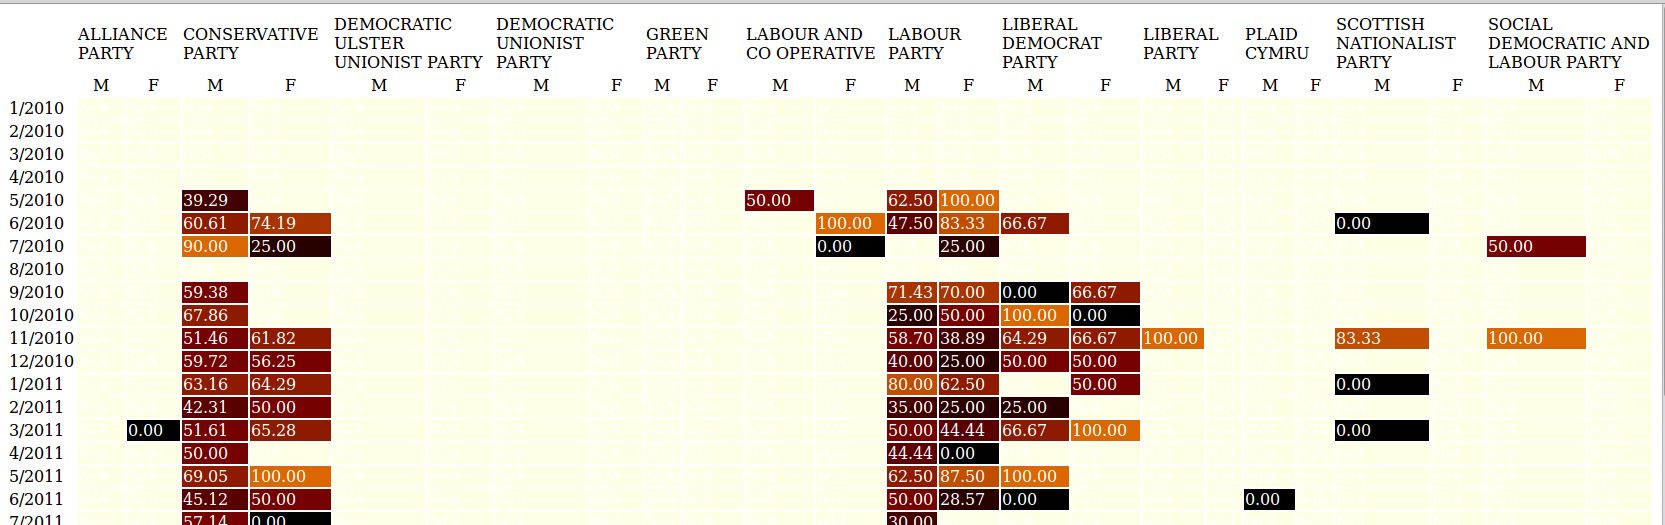 ALLIANCE PARTY CONSERVATIVE PARTY DEMOCRATIC ULSTER UNIONIST PARTY DEMOCRATIC UNIONIST PARTY GREEN PARTY LABOUR AND CO OPERATIVE LABOUR PARTY LIBERAL DEMOCRAT PARTY LIBERAL PARTY PLAID CYMRU SCOTTISH NATIONALIST PARTY SOCIAL DEMOCRATIC AND LABOUR PARTY
M F M F M F M F M F M F M F M F M F M F M F M F
1/2010
2/2010
3/2010
4/2010
5/2010 39.29 50.00 62.50 100.00
6/2010 60.61 74.19 100.00 47.50 83.33 66.67 0.00
7/2010 90.00 25.00 0.00 25.00 50.00
8/2010
9/2010 59.38 71.43 70.00 0.00 66.67
10/2010 67.86 25.00 50.00 100.00 0.00
11/2010 51.46 61.82 58.70 38.89 64.29 66.67 100.00 83.33 100.00
12/2010 59.72 56.25 40.00 25.00 50.00 50.00
1/2011 63.16 64.29 80.00 62.50 50.00 0.00
2/2011 42.31 50.00 35.00 25.00 25.00
3/2011 0.00 51.61 65.28 50.00 44.44 66.67 100.00 0.00
4/2011 50.00 44.44 0.00
5/2011 69.05 100.00 62.50 87.50 100.00
6/2011 45.12 50.00 50.00 28.57 0.00 0.00
7/2011 57.14 0.00 30.00